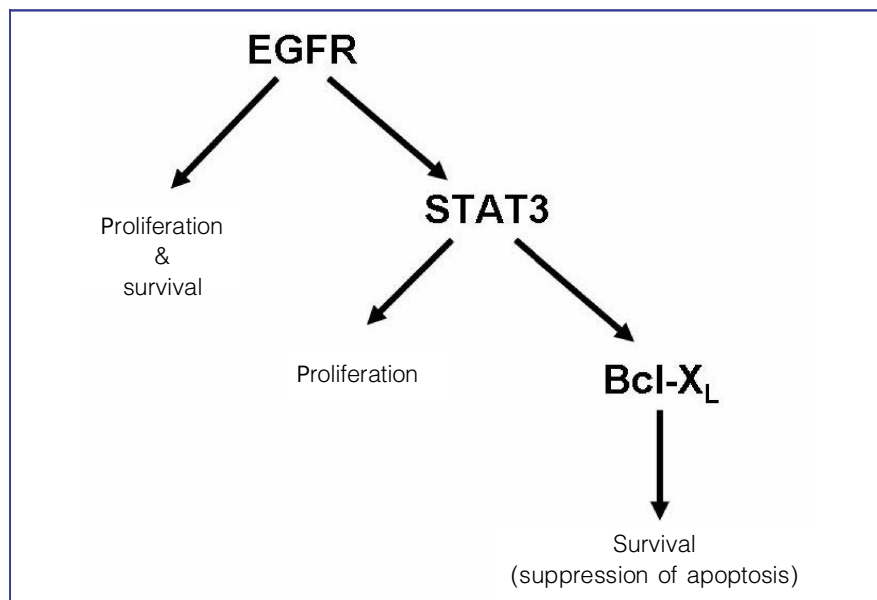 EGFR
Proliferation
&
survival
STAT3
Proliferation
Bcl-XL
Survival
(suppression of apoptosis)